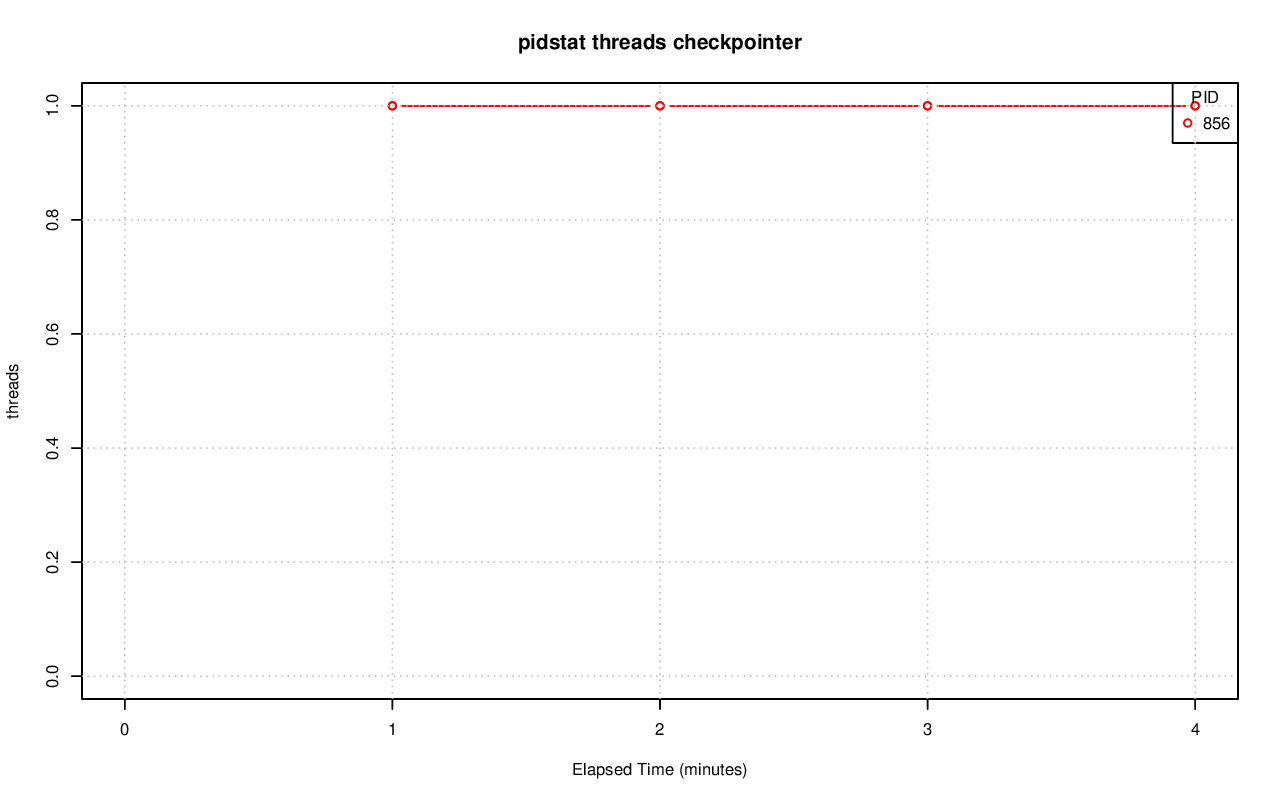 pidstat threads checkpointer
PID
856
threads
1.0
0.8
0.6
0.4
0.2
0.0
0 1 2 3 4
Elapsed Time (minutes)